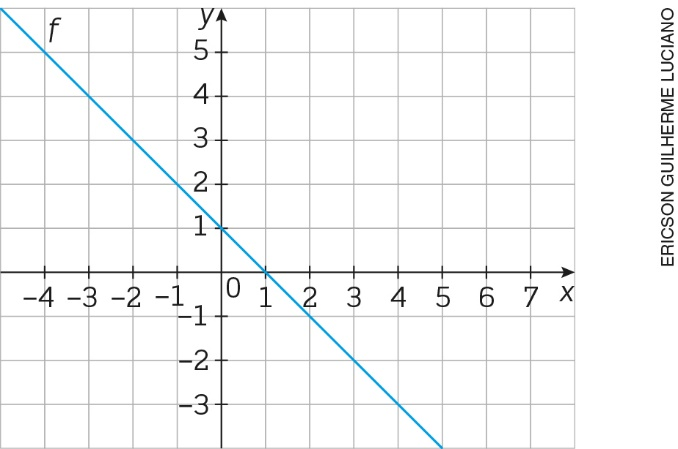 f
y
5
4
3
2
1
–4 –3 –2 –1 0 1 2 3 4 5 6 7 x
–1
–2
–3
ERICSON GUILHERME LUCIANO